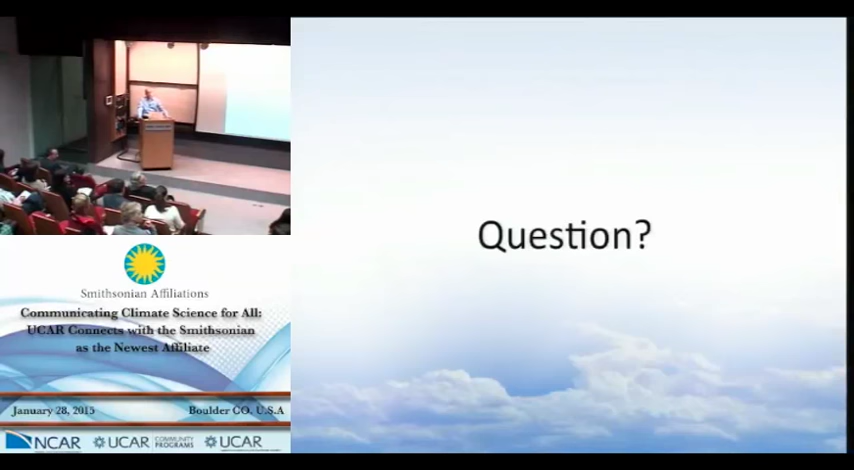 Question?
Smithsonian Affiliations
Communicating Climate Science for All:
UCAR Connects with the Smithsonian
as the Newest Affiliate
January 28, 2015
Boulder CO. U.S.A
NCAR
UCAR COMMUNITY PROGRAMS
UCAR